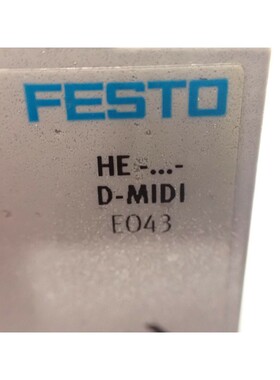 FESTO
HE-...-
D-MIDI
E043